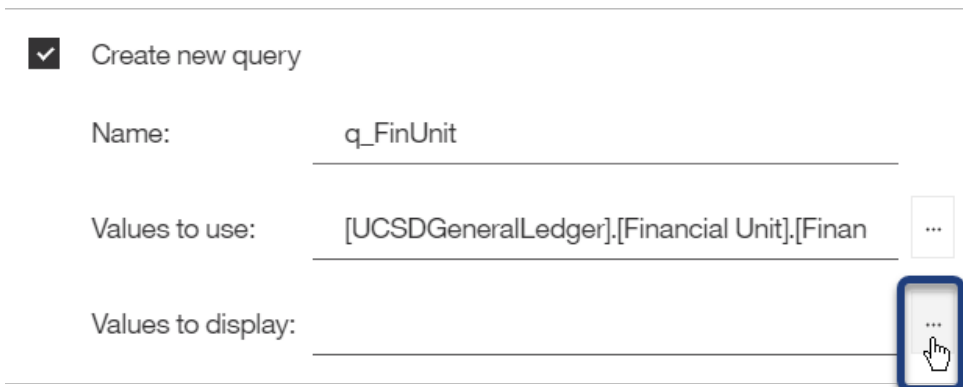 Create new query
Name: q_FinUnit
Values to use: [UCSDGeneralLedger].[Financial Unit].[Finan ...
Values to display: ...